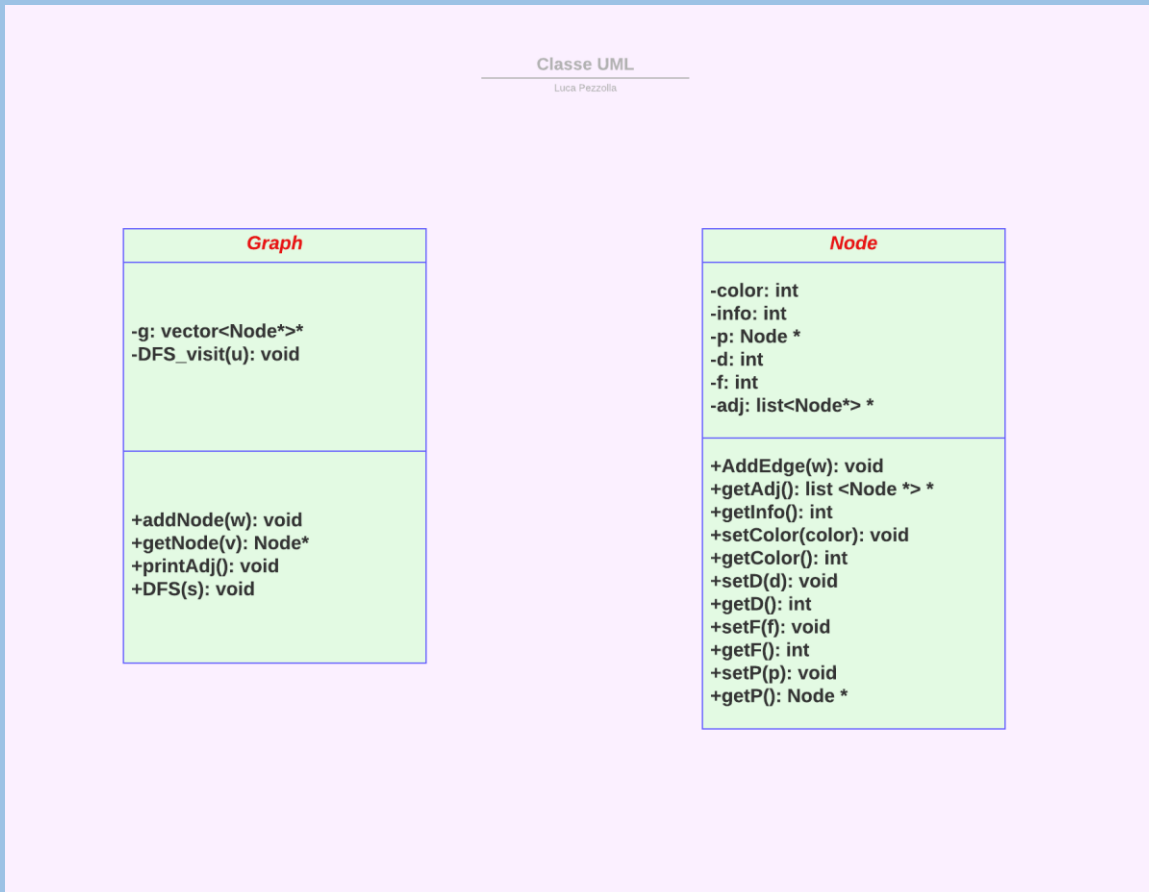 Classe UML
Luca Pezzolla
Graph
-g: vector<Node*>*
-DFS_visit(u): void
+addNode(w): void
+getNode(v): Node*
+printAdj(): void
+DFS(s): void
Node
-color: int
-info: int
-p: Node *
-d: int
-f: int
-adj: list<Node*> *
+AddEdge(w): void
+getAdj(): list <Node *> *
+getInfo(): int
+setColor(color): void
+getColor(): int
+setD(d): void
+getD(): int
+setF(f): void
+getF(): int
+setP(p): void
+getP(): Node *